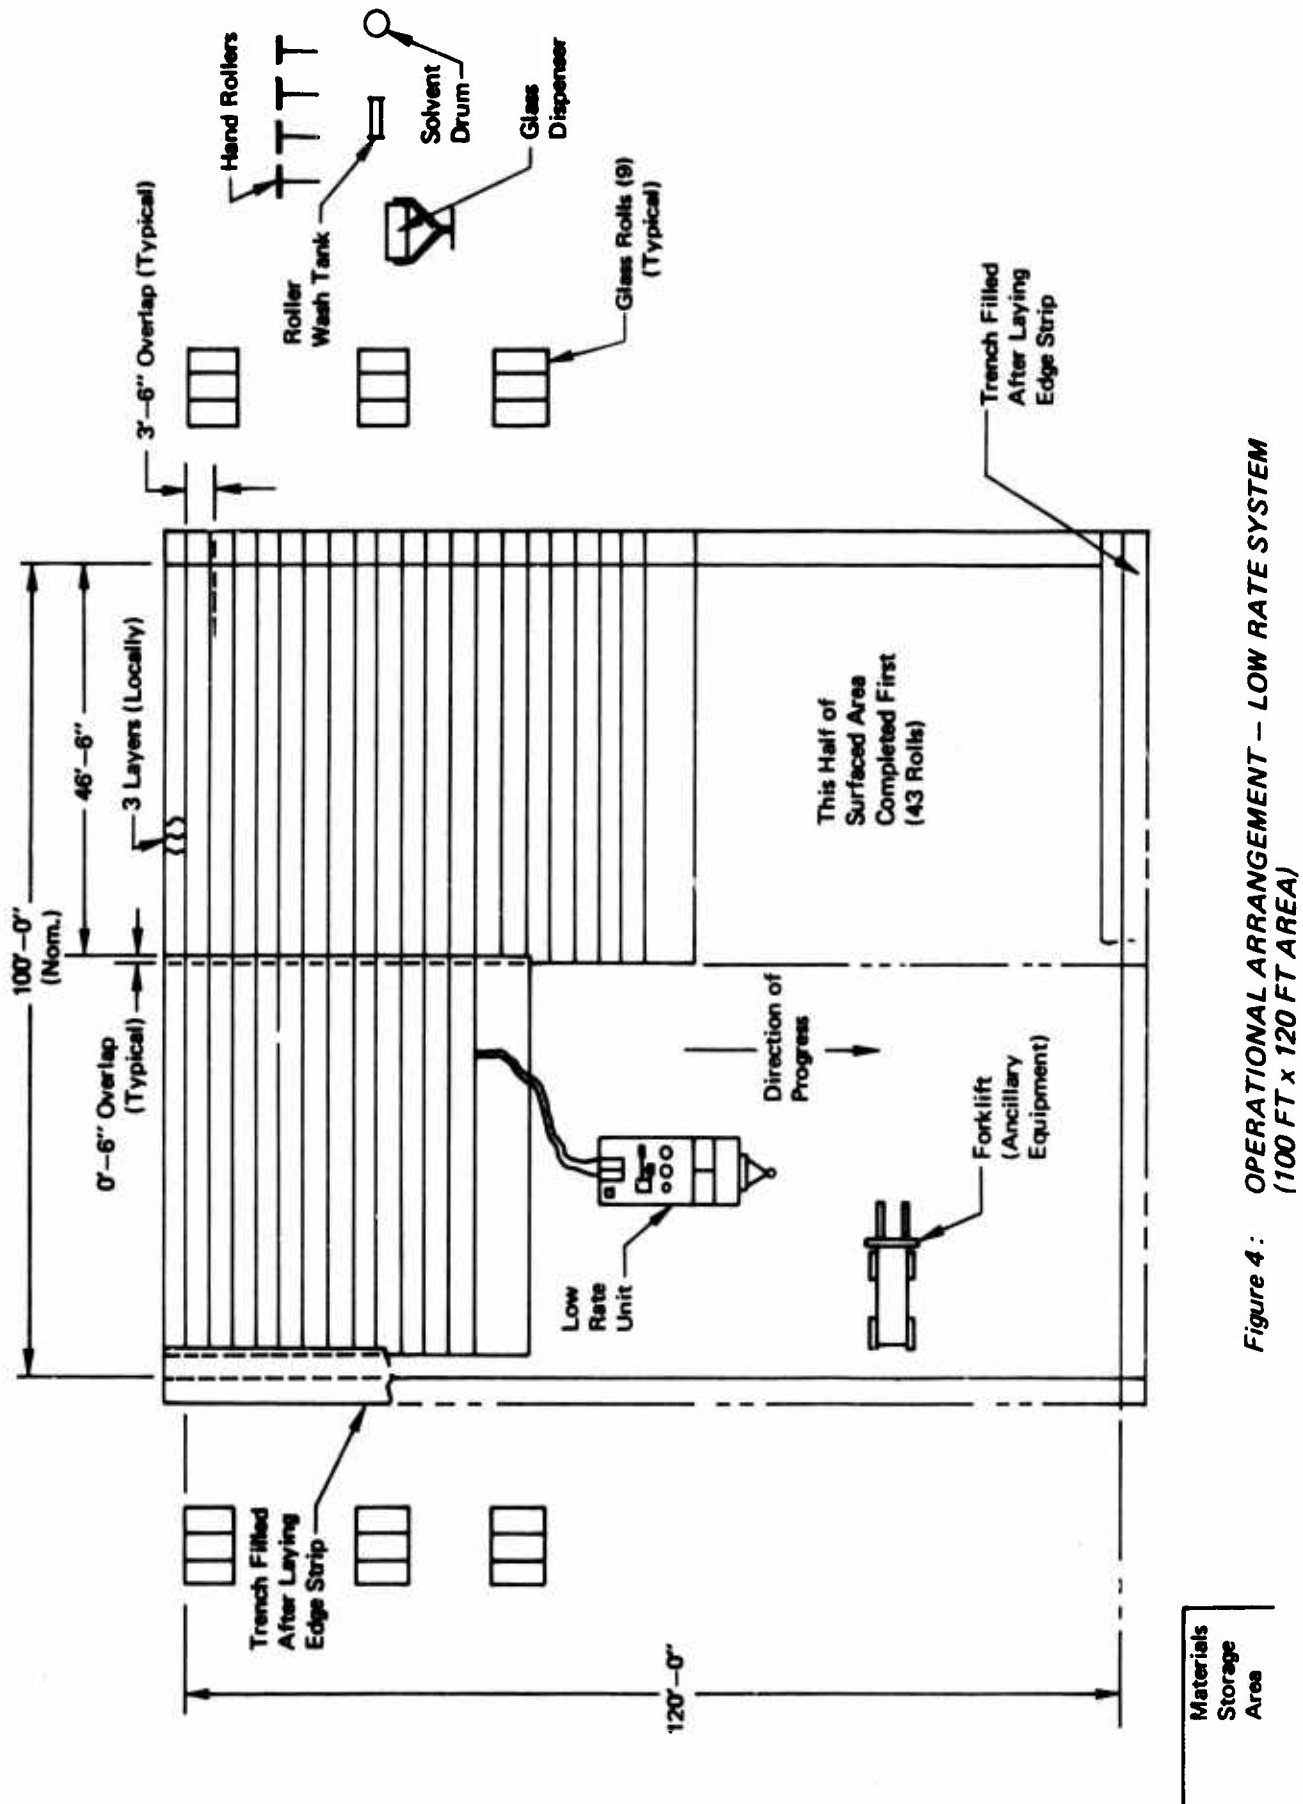 Hand Rollers
Solvent
Drum
Glass
Dispenser
3'–6" Overlap (Typical)
Roller
Wash Tank
Glass Rolls (9)
(Typical)
Trench Filled
After Laying
Edge Strip
100'–0"
(Nom.)
46'–6"
3 Layers (Locally)
0'–6" Overlap
(Typical)
This Half of
Surfaced Area
Completed First
(43 Rolls)
Direction of
Progress
Low
Rate
Unit
Forklift
(Ancillary
Equipment)
Trench Filled
After Laying
Edge Strip
120'–0"
Materials
Storage
Area
Figure 4 : OPERATIONAL ARRANGEMENT – LOW RATE SYSTEM
(100 FT x 120 FT AREA)